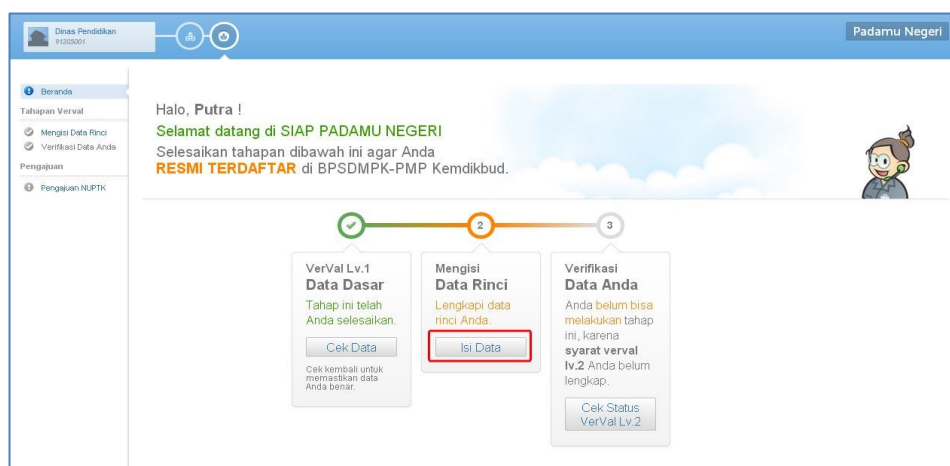 Dinas Pendidikan
91205001
Padamu Negeri
Beranda
Tahapan Verval
Mengisi Data Rinci
Verifikasi Data Anda
Pengajuan
Pengajuan NUPTK
Halo, Putra !
Selamat datang di SIAP PADAMU NEGERI
Selesaikan tahapan dibawah ini agar Anda
RESMI TERDAFTAR di BPSDMPK-PMP Kemdikbud.
VerVal Lv.1
Data Dasar
Tahap ini telah
Anda selesaikan.
Cek Data
Cek kembali untuk
memastikan data
Anda benar.
2
Mengisi
Data Rinci
Lengkapi data
rinci Anda.
Isi Data
3
Verifikasi
Data Anda
Anda belum bisa
melakukan tahap
ini, karena
syarat verval
lv.2 Anda belum
lengkap.
Cek Status
VerVal Lv.2